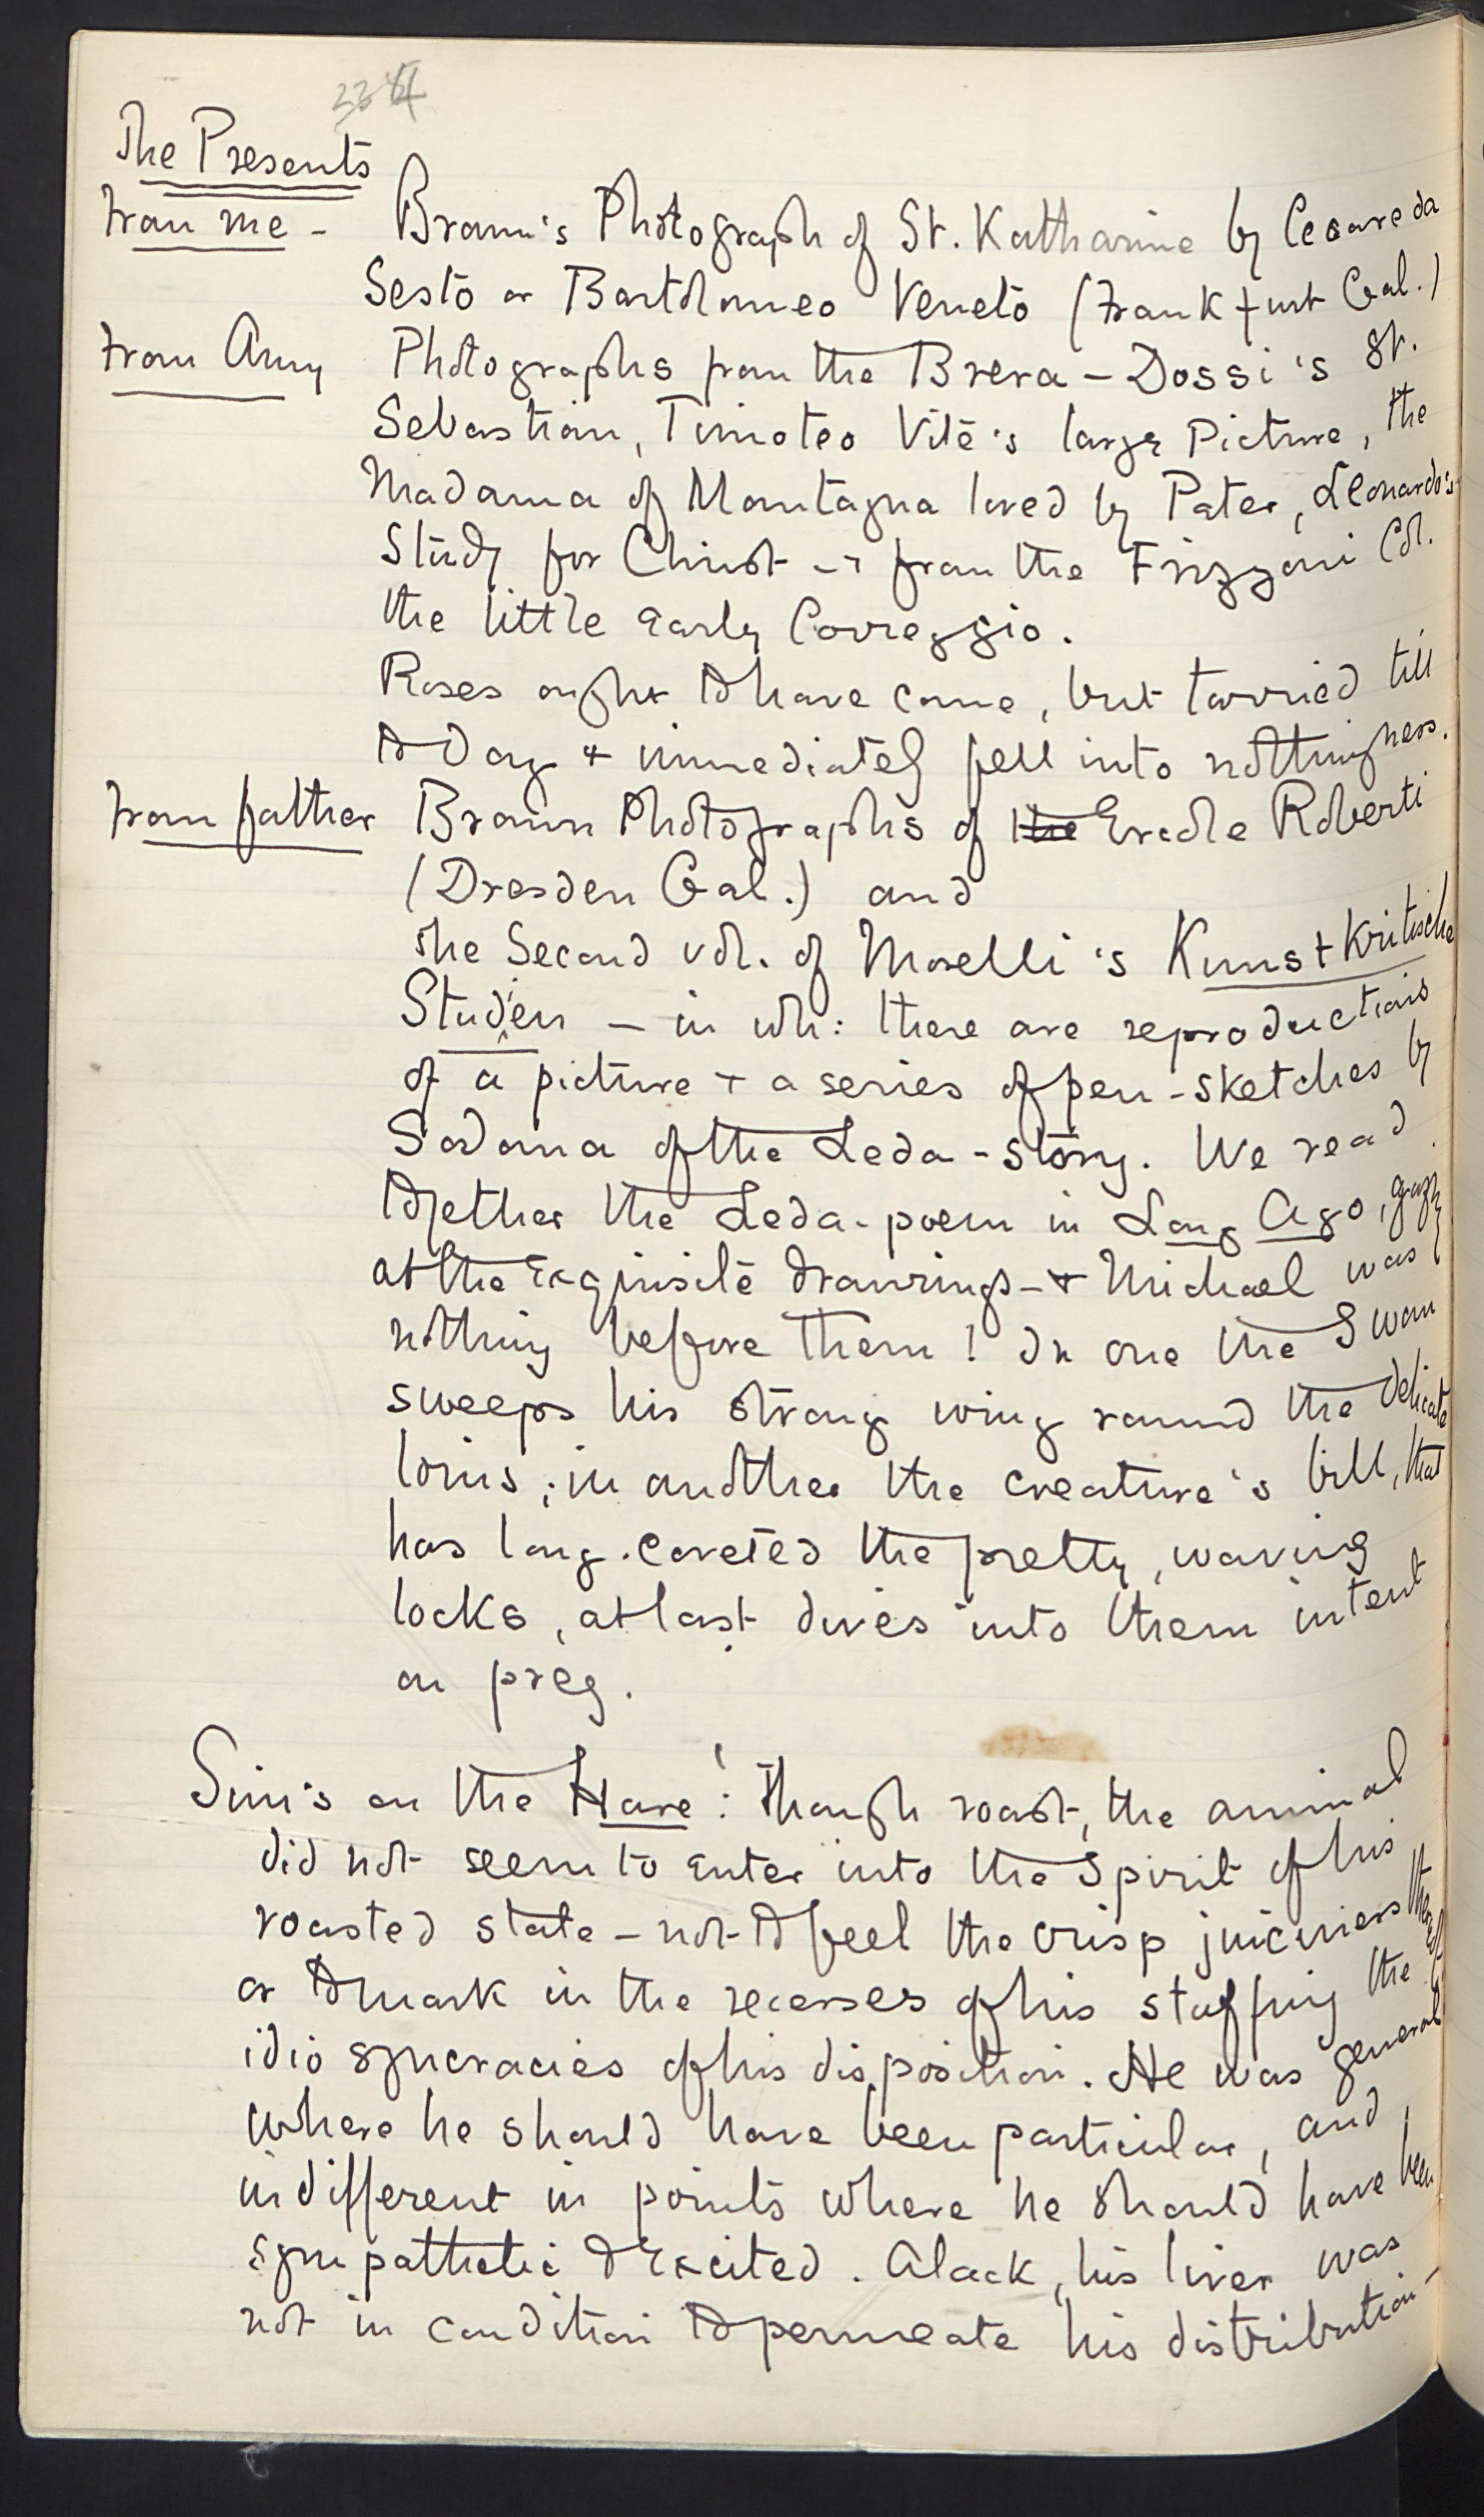 The Presents
From me - Braun's Photograph of St. Katharine by Cesare da
Sesto or Bartolomeo Veneto (Frankfurt Gal.)
From Amy Photographs from the Brera - Dossi's St.
Sebastian, Timoteo Vite's large Picture, the
Madonna of Montagna loved by Pater, Leonardo's
Study for Christ - & from the Frizzoni Col.
the little early Correggio.
Roses ought to have come, but tarried till
to day & immediately fell into nothingness.
From father Braun Photographs of the Ercole Roberti
(Dresden Gal.) and
The Second vol. of Morelli's Kunstkritische
Studien - in wh: there are reproductions
of a picture & a series of pen-sketches by
Sodoma of the Leda-story. We read
together the Leda-poem in Long Ago,
at the exquisite drawings - & Michael was
nothing before them! In one the Swan
sweeps his strong wing round the delicate
loins; in another the creature's bill, that
has long coveted the pretty, waving
locks, at last dives into them intent
on prey.
Sim's on the Hare! : Though roast, the animal
did not seem to enter into the Spirit of his
roasted state - not to feel the crisp juiciness thereof
or to mark in the recesses of his stuffing the
idiosyncracies of his disposition. He was general
where he should have been particular, and
indifferent in points where he should have been
sympathetic & excited. Alack, his liver was
not in condition to permeate his distribution -